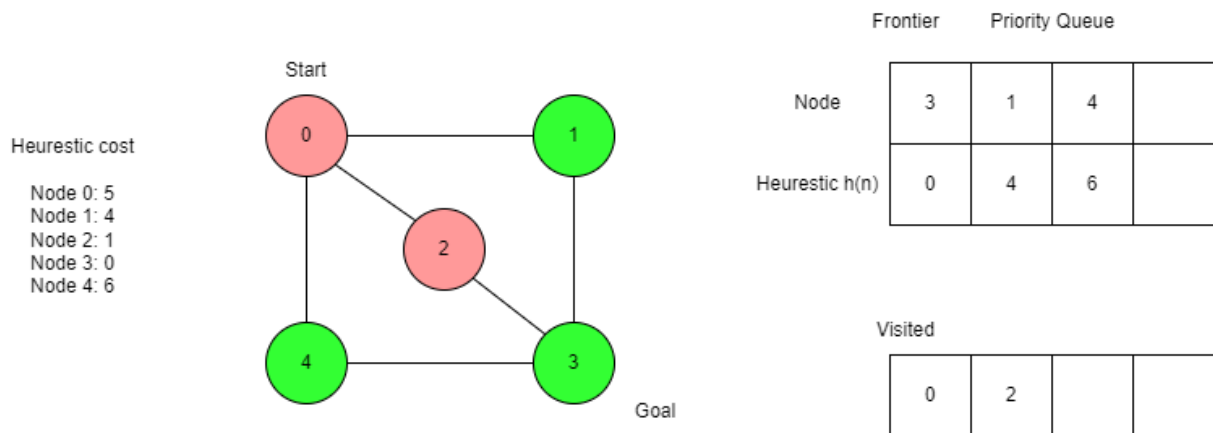 Frontier Priority Queue
Start
Node 3 1 4
0 1
Heurestic cost
Heurestic h(n) 0 4 6
Node 0: 5
Node 1: 4
Node 2: 1
Node 3: 0
Node 4: 6
2
Visited
4 3
0 2
Goal